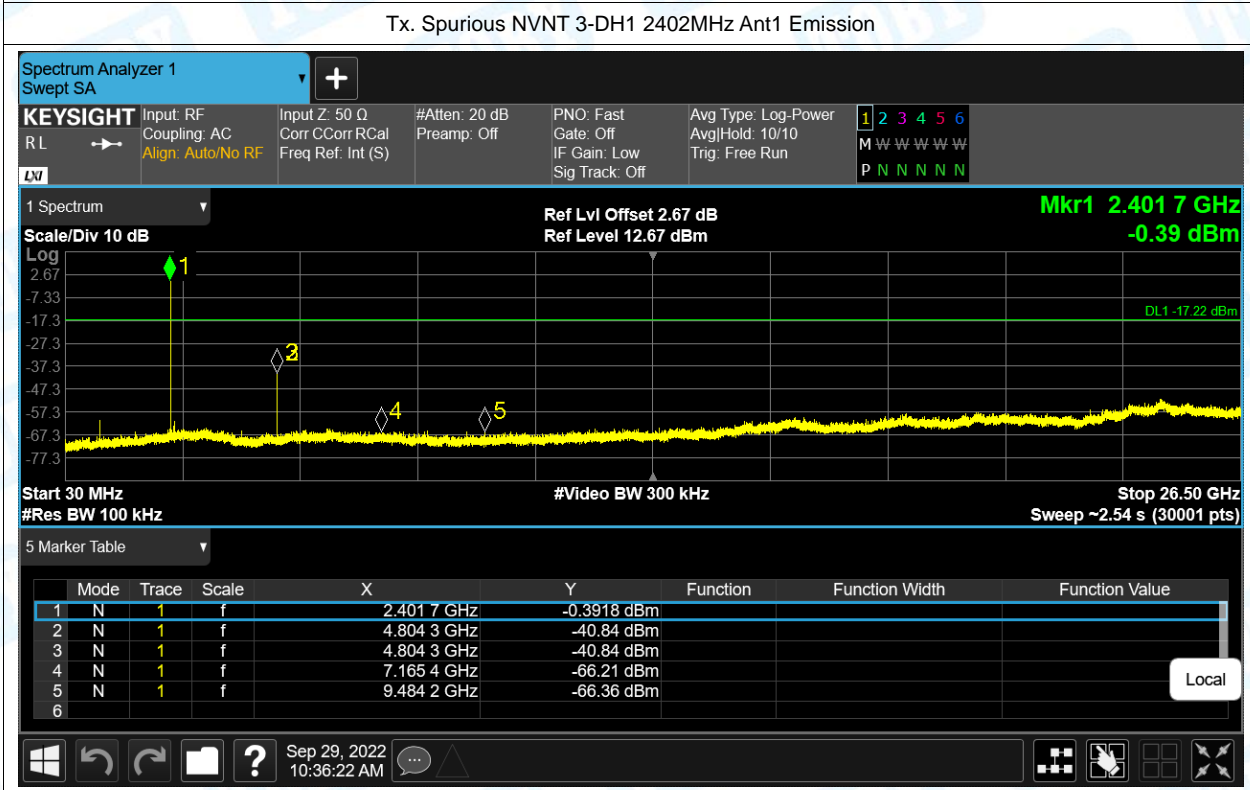 Tx. Spurious NVNT 3-DH1 2402MHz Ant1 Emission
Spectrum Analyzer 1
Swept SA
KEYSIGHT
R L
LXI
Input: RF
Coupling: AC
Align: Auto/No RF
Input Z: 50 Ω
Corr CCorr RCal
Freq Ref: Int (S)
#Atten: 20 dB
Preamp: Off
PNO: Fast
Gate: Off
IF Gain: Low
Sig Track: Off
Avg Type: Log-Power
Avg|Hold: 10/10
Trig: Free Run
1 2 3 4 5 6
M W W W W W
P N N N N N
1 Spectrum
Scale/Div 10 dB
Ref Lvl Offset 2.67 dB
Ref Level 12.67 dBm
Mkr1 2.401 7 GHz
-0.39 dBm
Log
2.67
-7.33
-17.3
-27.3
-37.3
-47.3
-57.3
-67.3
-77.3
1
3
4
5
DL1 -17.22 dBm
Start 30 MHz
#Res BW 100 kHz
#Video BW 300 kHz
Stop 26.50 GHz
Sweep ~2.54 s (30001 pts)
5 Marker Table
Mode Trace Scale X Y Function Function Width Function Value
1 N 1 f 2.401 7 GHz -0.3918 dBm
2 N 1 f 4.804 3 GHz -40.84 dBm
3 N 1 f 4.804 3 GHz -40.84 dBm
4 N 1 f 7.165 4 GHz -66.21 dBm
5 N 1 f 9.484 2 GHz -66.36 dBm
6
Local
?
Sep 29, 2022
10:36:22 AM